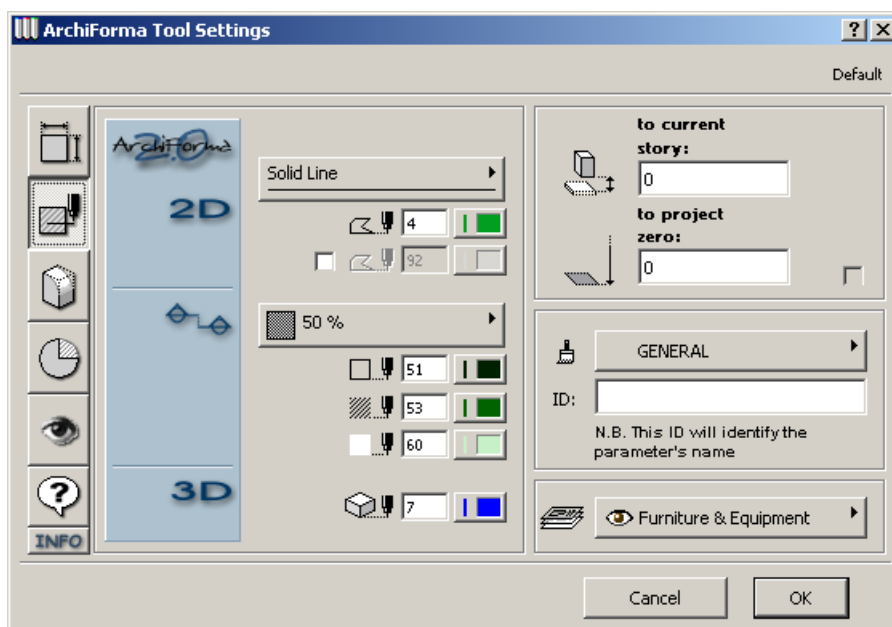 ArchiForma Tool Settings
Default
ArchiForma
2.0
2D
3D
Solid Line
4
92
50 %
51
53
60
7
INFO
to current
story:
0
to project
zero:
0
GENERAL
ID:
N.B. This ID will identify the
parameter's name
Furniture & Equipment
Cancel
OK